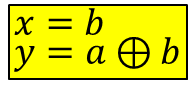 x = b
y = a ⊕ b